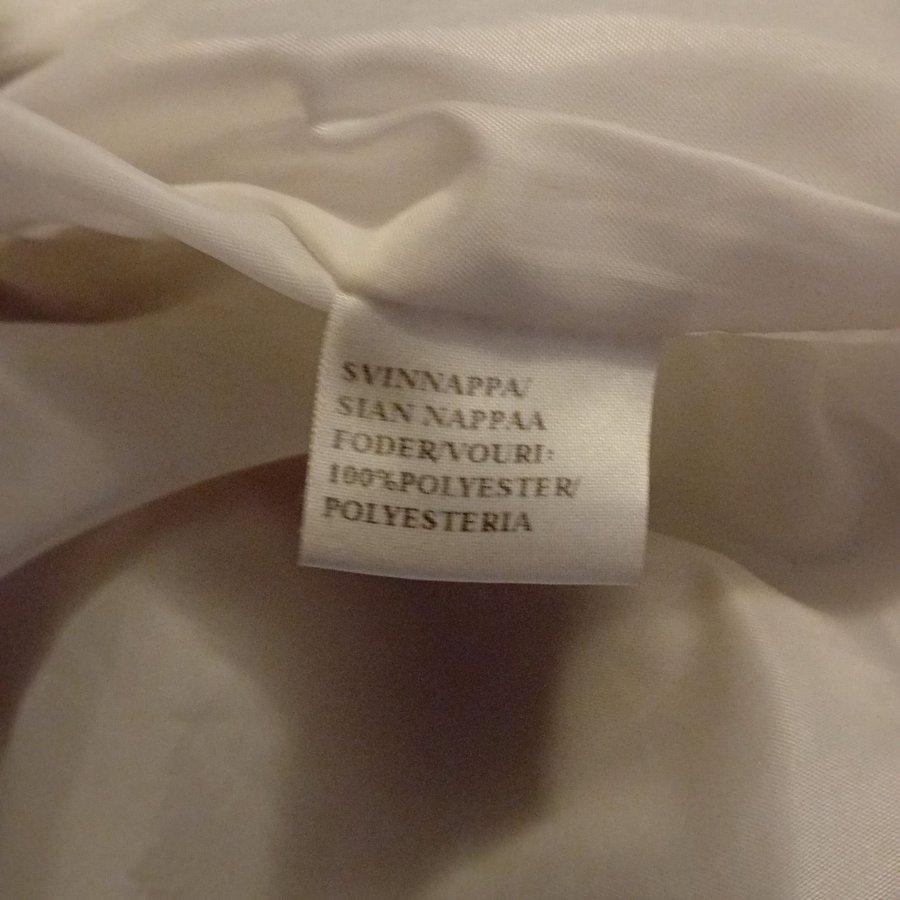 SVINNAPPA/
SIAN NAPPAA
FODER/VOURI:
100%POLYESTER/
POLYESTERIA